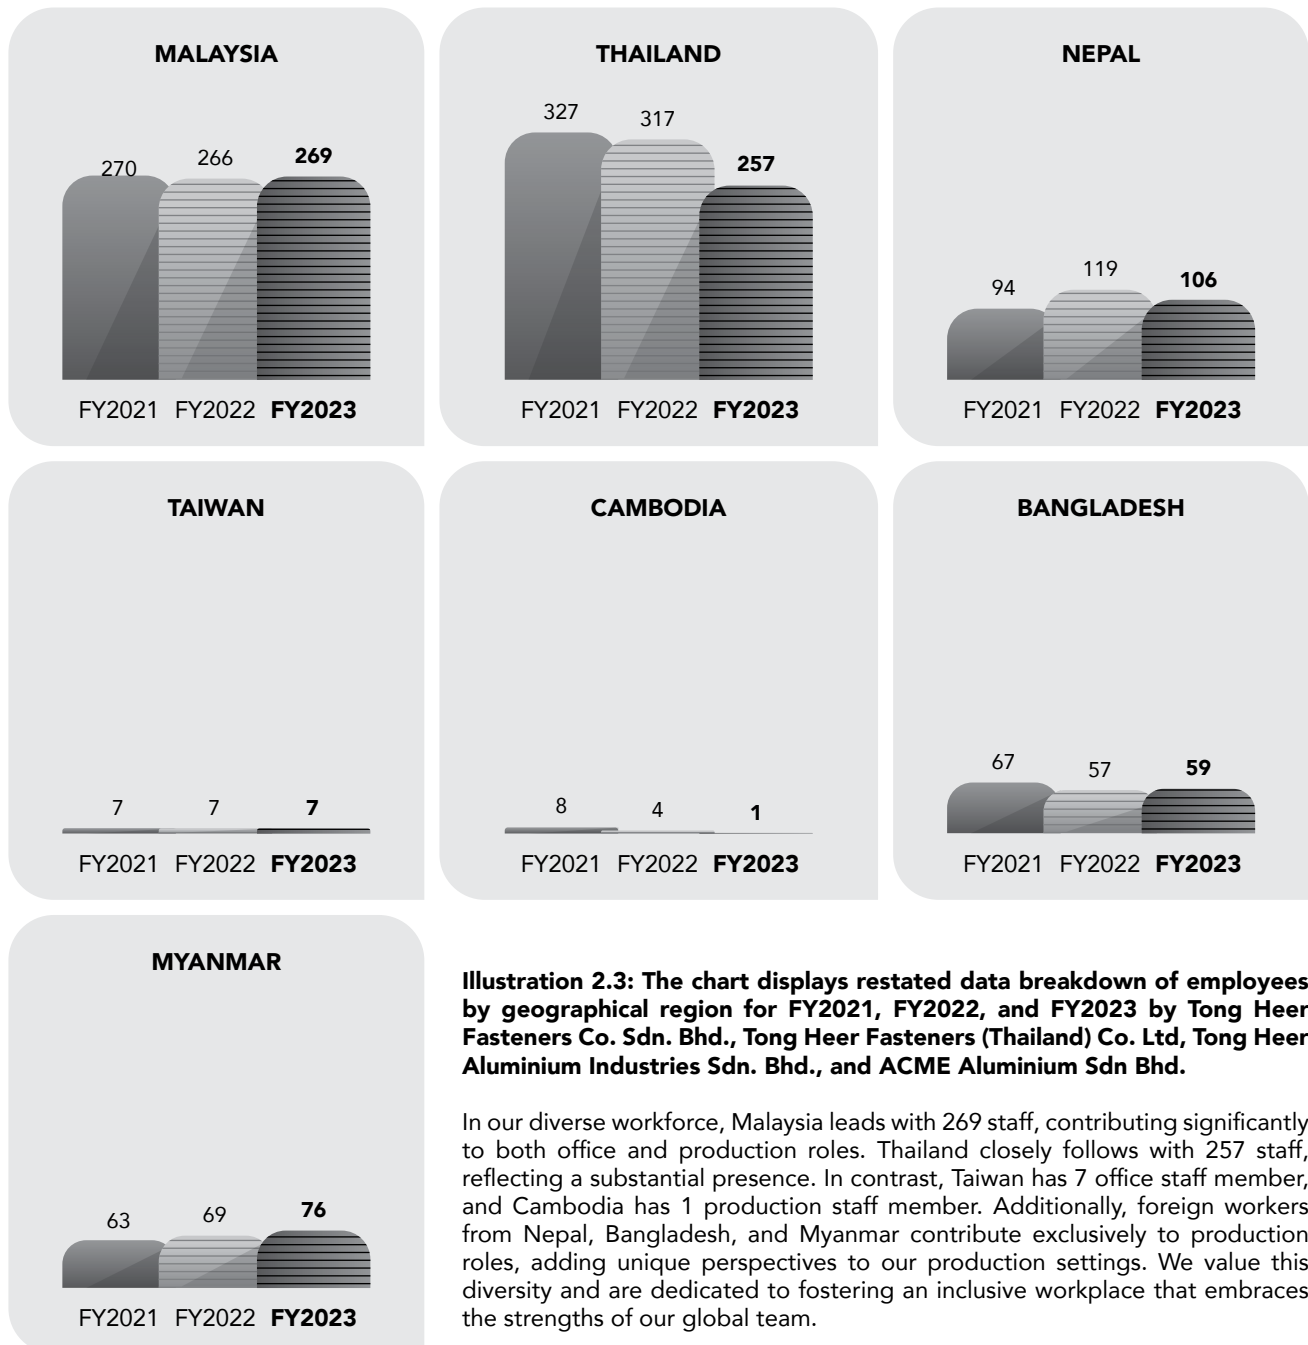 MALAYSIA
270 266 269
FY2021 FY2022 FY2023
THAILAND
327 317 257
FY2021 FY2022 FY2023
NEPAL
94 119 106
FY2021 FY2022 FY2023
TAIWAN
7 7 7
FY2021 FY2022 FY2023
CAMBODIA
8 4 1
FY2021 FY2022 FY2023
BANGLADESH
67 57 59
FY2021 FY2022 FY2023
MYANMAR
63 69 76
FY2021 FY2022 FY2023
Illustration 2.3: The chart displays restated data breakdown of employees
by geographical region for FY2021, FY2022, and FY2023 by Tong Heer
Fasteners Co. Sdn. Bhd., Tong Heer Fasteners (Thailand) Co. Ltd, Tong Heer
Aluminium Industries Sdn. Bhd., and ACME Aluminium Sdn Bhd.
In our diverse workforce, Malaysia leads with 269 staff, contributing significantly
to both office and production roles. Thailand closely follows with 257 staff,
reflecting a substantial presence. In contrast, Taiwan has 7 office staff member,
and Cambodia has 1 production staff member. Additionally, foreign workers
from Nepal, Bangladesh, and Myanmar contribute exclusively to production
roles, adding unique perspectives to our production settings. We value this
diversity and are dedicated to fostering an inclusive workplace that embraces
the strengths of our global team.